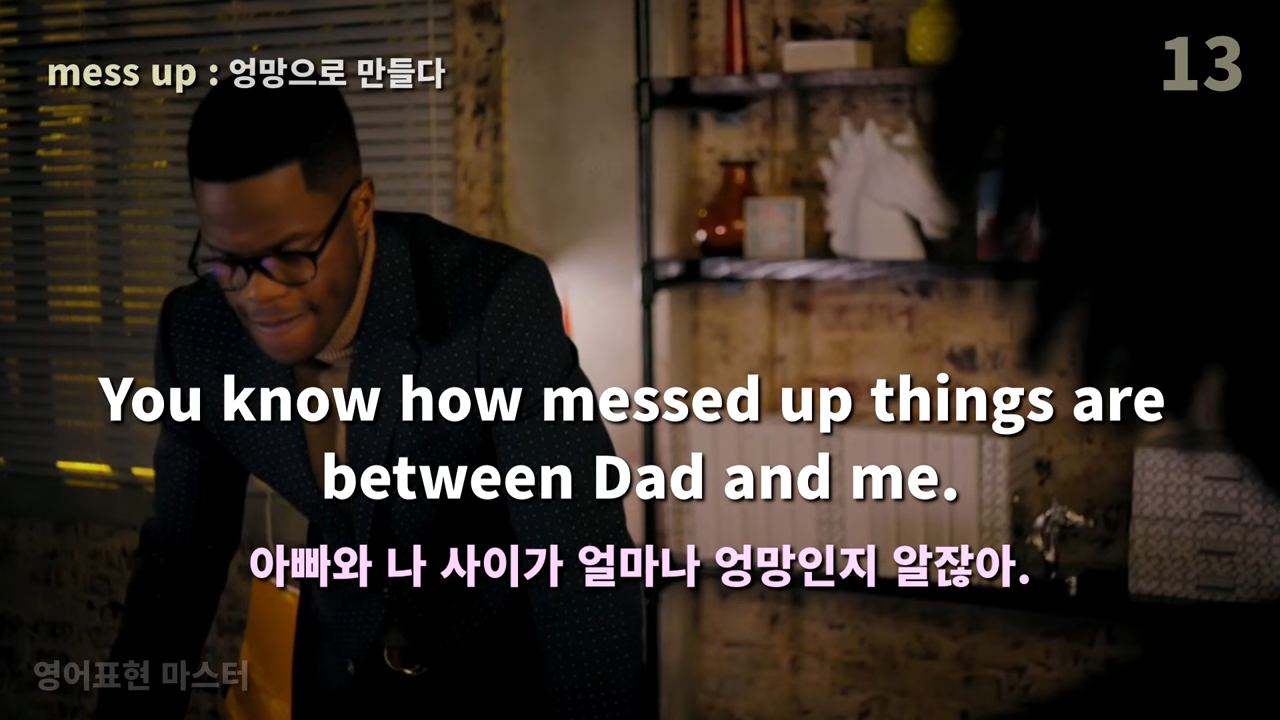 mess up : 엉망으로 만들다
13
You know how messed up things are
between Dad and me.
아빠와 나 사이가 얼마나 엉망인지 알잖아.
영어표현 마스터